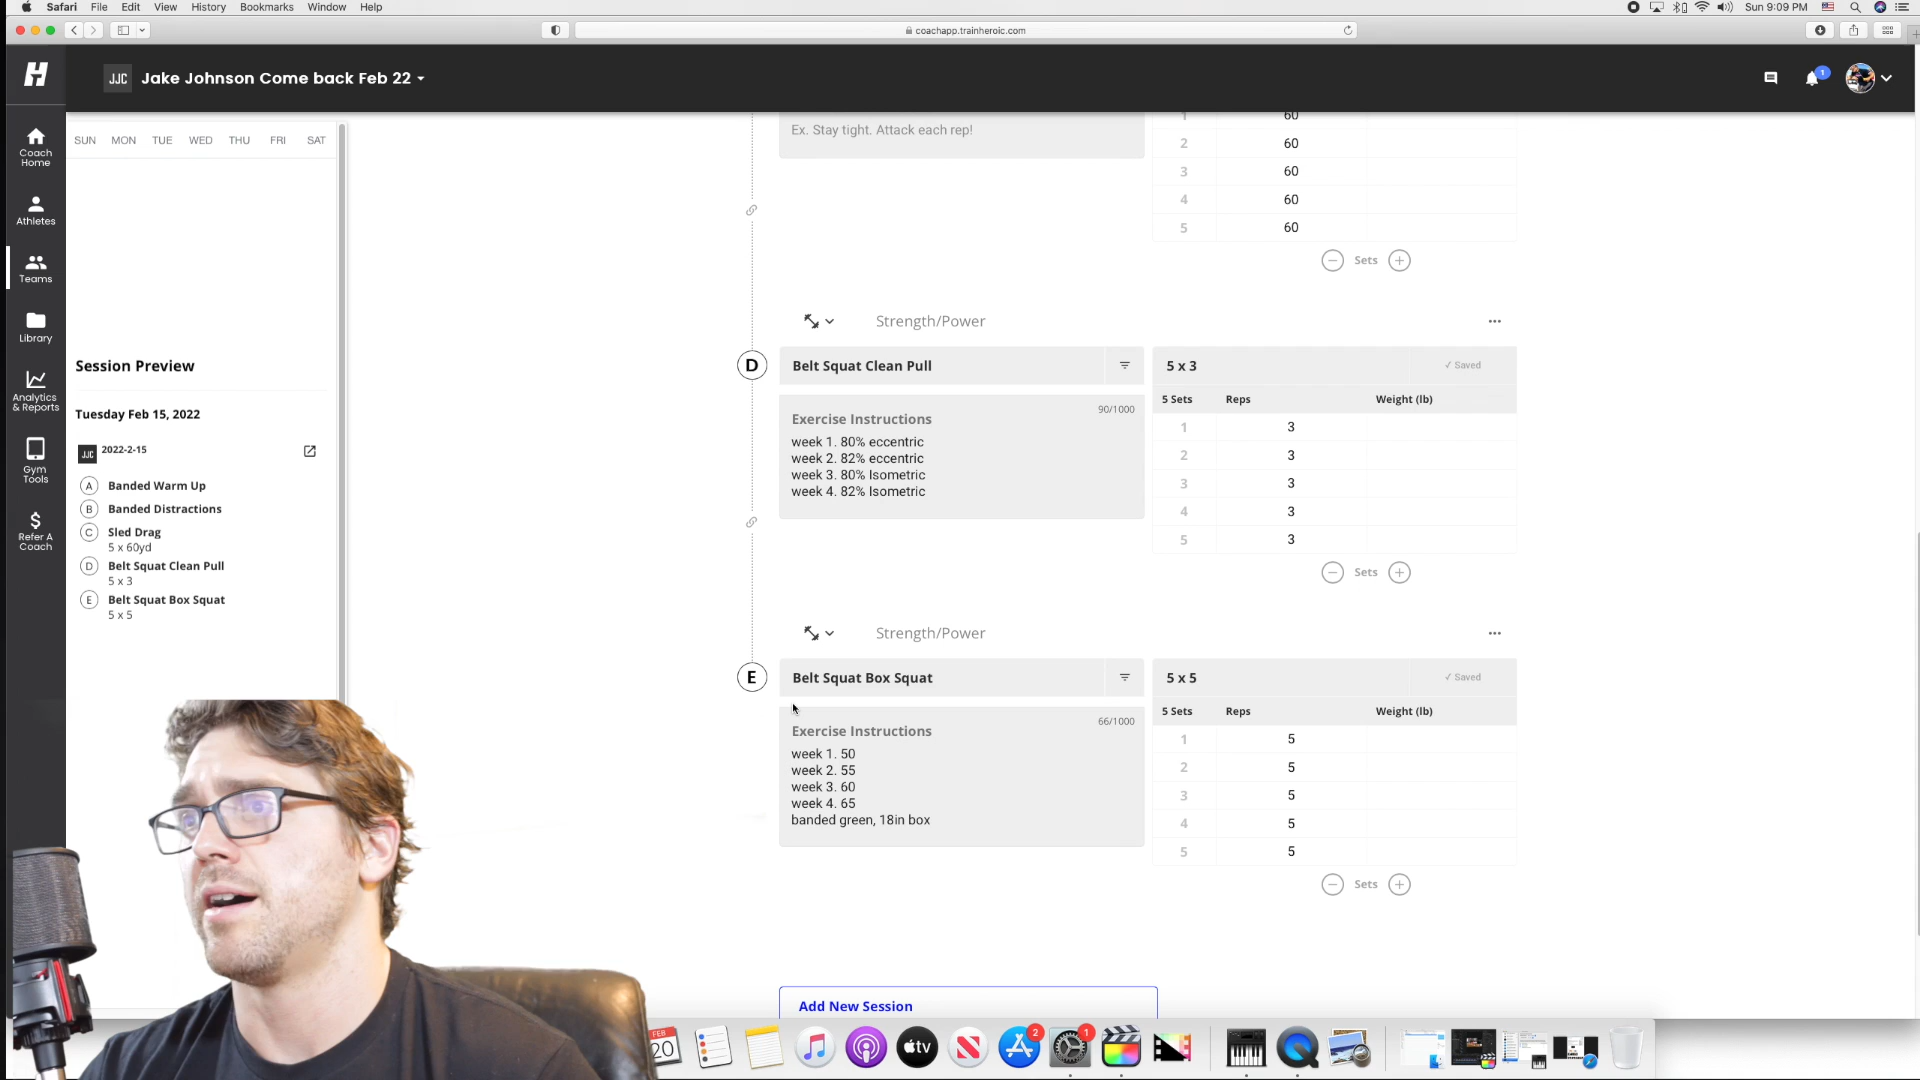 Safari File Edit View History Bookmarks Window Help
Sun 9:09 PM
coachapp.trainheroic.com
H
JJC Jake Johnson Come back Feb 22
1
Coach
Home
Athletes
Teams
Library
Analytics
& Reports
Gym
Tools
Refer A
Coach
SUN MON TUE WED THU FRI SAT
Session Preview
Tuesday Feb 15, 2022
JJC 2022-2-15
A Banded Warm Up
B Banded Distractions
C Sled Drag
5 x 60yd
D Belt Squat Clean Pull
5 x 3
E Belt Squat Box Squat
5 x 5
Ex. Stay tight. Attack each rep!
1 60
2 60
3 60
4 60
5 60
Sets
Strength/Power
D Belt Squat Clean Pull
5 x 3 ✓ Saved
Exercise Instructions 90/1000
week 1. 80% eccentric
week 2. 82% eccentric
week 3. 80% Isometric
week 4. 82% Isometric
5 Sets Reps Weight (lb)
1 3
2 3
3 3
4 3
5 3
Sets
Strength/Power
E Belt Squat Box Squat
5 x 5 ✓ Saved
Exercise Instructions 66/1000
week 1. 50
week 2. 55
week 3. 60
week 4. 65
banded green, 18in box
5 Sets Reps Weight (lb)
1 5
2 5
3 5
4 5
5 5
Sets
Add New Session
FEB
20
tv
2
1